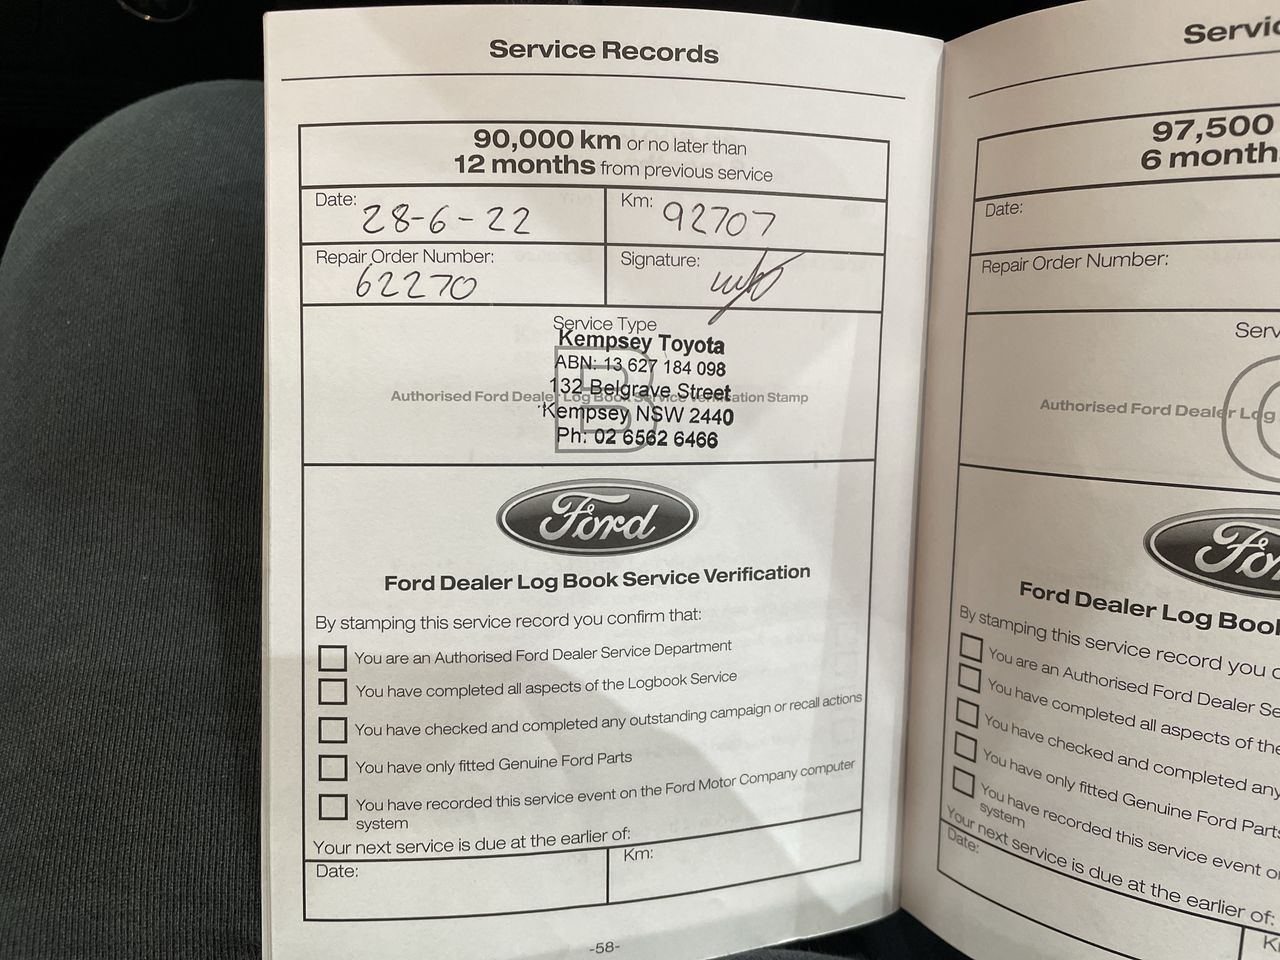 Service Records
90,000 km or no later than
12 months from previous service
Date: 28-6-22
Km: 92707
Repair Order Number:
62270
Signature:
Service Type
Kempsey Toyota
ABN: 13 627 184 098
132 Belgrave Street
Authorised Ford Dealer Log Book Service Verification Stamp
Kempsey NSW 2440
Ph: 02 6562 6466
B
Ford
Ford Dealer Log Book Service Verification
By stamping this service record you confirm that:
You are an Authorised Ford Dealer Service Department
You have completed all aspects of the Logbook Service
You have checked and completed any outstanding campaign or recall actions
You have only fitted Genuine Ford Parts
You have recorded this service event on the Ford Motor Company computer
system
Your next service is due at the earlier of:
Date:
Km:
-58-
97,500
Date:
Repair Order Number:
Authorised Ford Dealer Log
Ford Dealer Log
By stamping this service record you
You are an Authorised Ford Dealer
You have completed all aspects of the
You have checked and completed any
You have only fitted Genuine Ford Parts
You have recorded this service event
system
Your next service is due at the earlier of:
Date: